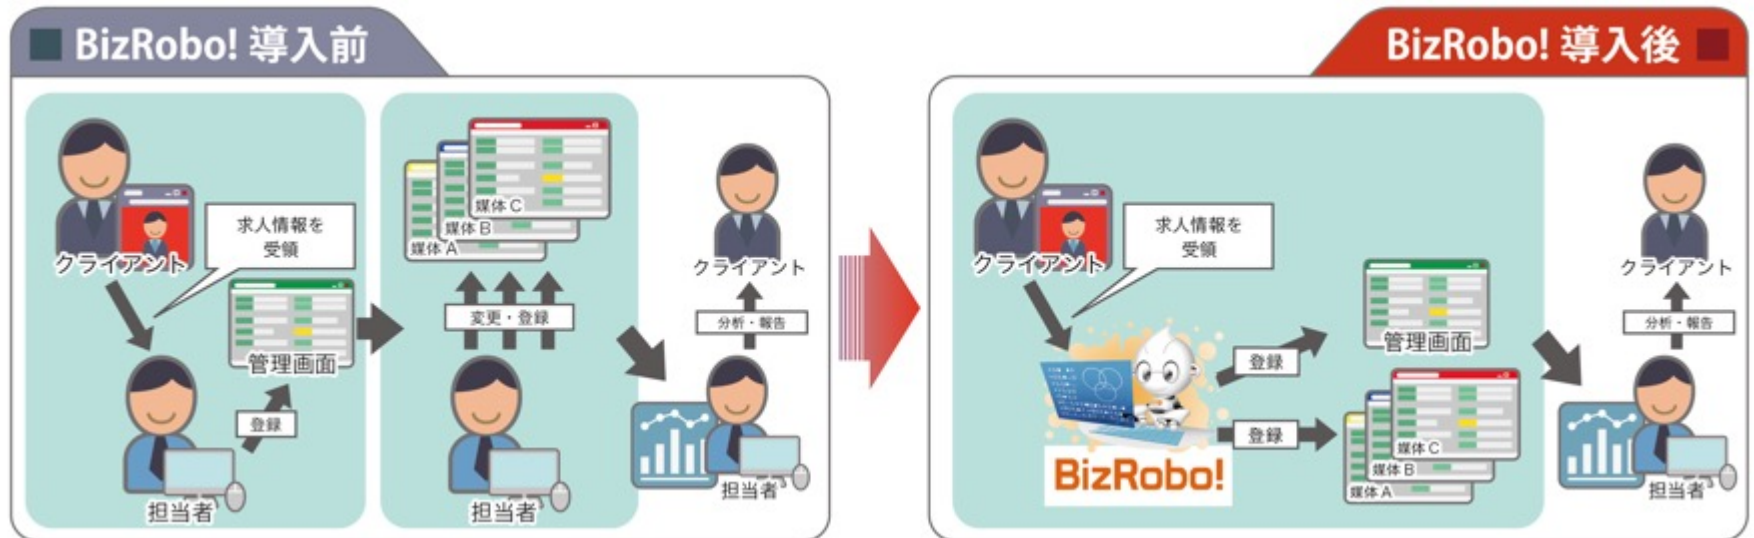 BizRobo! 導入前
クライアント
求人情報を
受領
管理画面
登録
担当者
媒体 C
媒体 B
媒体 A
変更・登録
担当者
クライアント
分析・報告
担当者
BizRobo! 導入後
クライアント
求人情報を
受領
BizRobo!
登録
登録
管理画面
媒体 C
媒体 B
媒体 A
クライアント
分析・報告
担当者